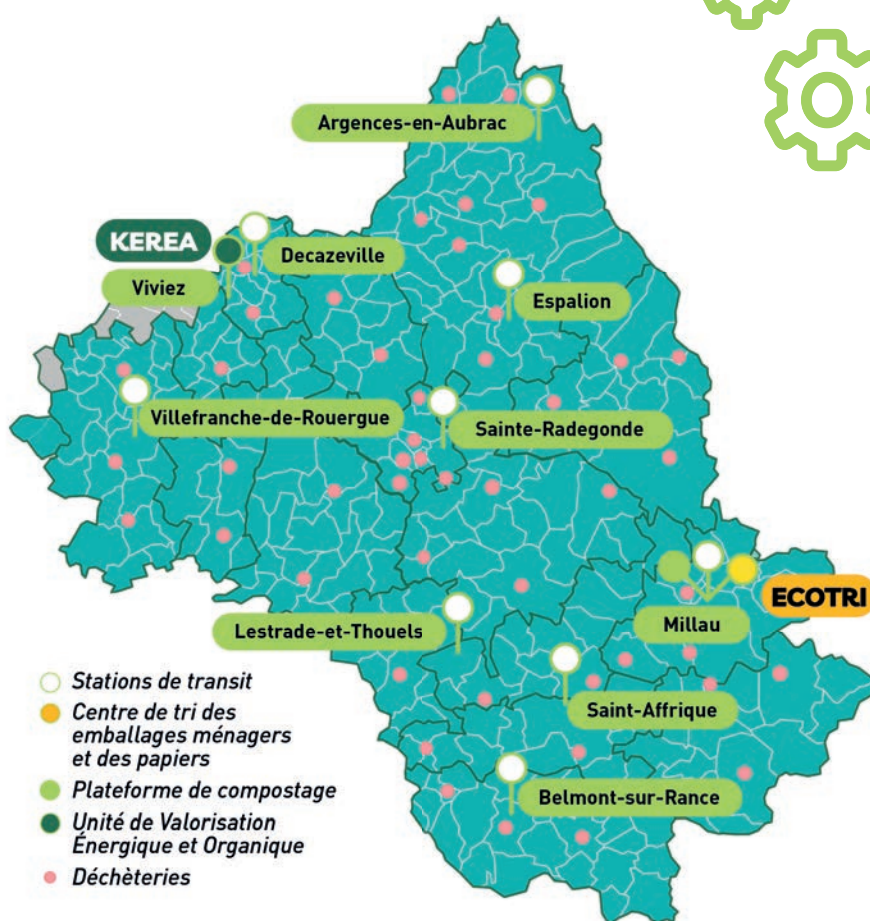 Argences-en-Aubrac
KEREA
Decazeville
Viviez
Espalion
Villefranche-de-Rouergue
Sainte-Radegonde
ECOTRI
Millau
Lestrade-et-Thouels
Saint-Affrique
Belmont-sur-Rance
Stations de transit
Centre de tri des
emballages ménagers
et des papiers
Plateforme de compostage
Unité de Valorisation
Énergique et Organique
Déchèteries